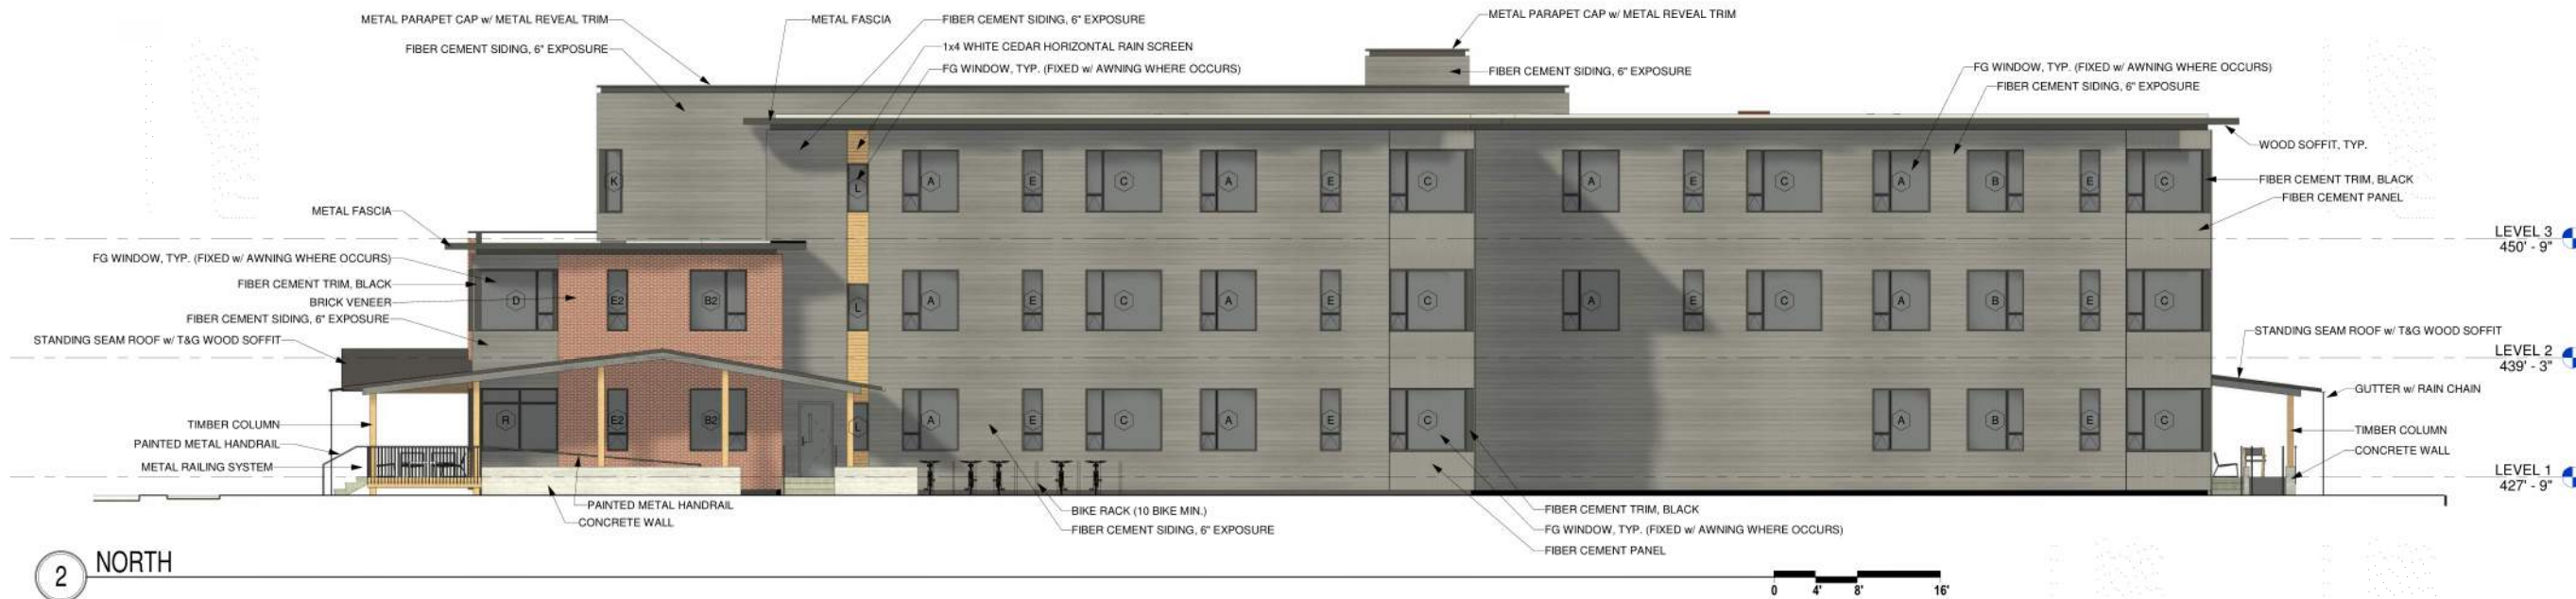 METAL PARAPET CAP w/ METAL REVEAL TRIM
FIBER CEMENT SIDING, 6" EXPOSURE
METAL FASCIA
FIBER CEMENT SIDING, 6" EXPOSURE
1x4 WHITE CEDAR HORIZONTAL RAIN SCREEN
FG WINDOW, TYP. (FIXED w/ AWNING WHERE OCCURS)
METAL PARAPET CAP w/ METAL REVEAL TRIM
FIBER CEMENT SIDING, 6" EXPOSURE
FG WINDOW, TYP. (FIXED w/ AWNING WHERE OCCURS)
FIBER CEMENT SIDING, 6" EXPOSURE
WOOD SOFFIT, TYP.
FIBER CEMENT TRIM, BLACK
FIBER CEMENT PANEL
K L A E C A E C A E C A B E C
METAL FASCIA
FG WINDOW, TYP. (FIXED w/ AWNING WHERE OCCURS)
FIBER CEMENT TRIM, BLACK
BRICK VENEER
FIBER CEMENT SIDING, 6" EXPOSURE
STANDING SEAM ROOF w/ T&G WOOD SOFFIT
LEVEL 3
450' - 9"
D E2 B2 L A E C A E C A E C A B E C
STANDING SEAM ROOF w/ T&G WOOD SOFFIT
LEVEL 2
439' - 3"
GUTTER w/ RAIN CHAIN
R E2 B2 L A E C A E C A B E C
TIMBER COLUMN
PAINTED METAL HANDRAIL
METAL RAILING SYSTEM
TIMBER COLUMN
CONCRETE WALL
LEVEL 1
427' - 9"
PAINTED METAL HANDRAIL
CONCRETE WALL
BIKE RACK (10 BIKE MIN.)
FIBER CEMENT SIDING, 6" EXPOSURE
FIBER CEMENT TRIM, BLACK
FG WINDOW, TYP. (FIXED w/ AWNING WHERE OCCURS)
FIBER CEMENT PANEL
2 NORTH
0 4' 8' 16'